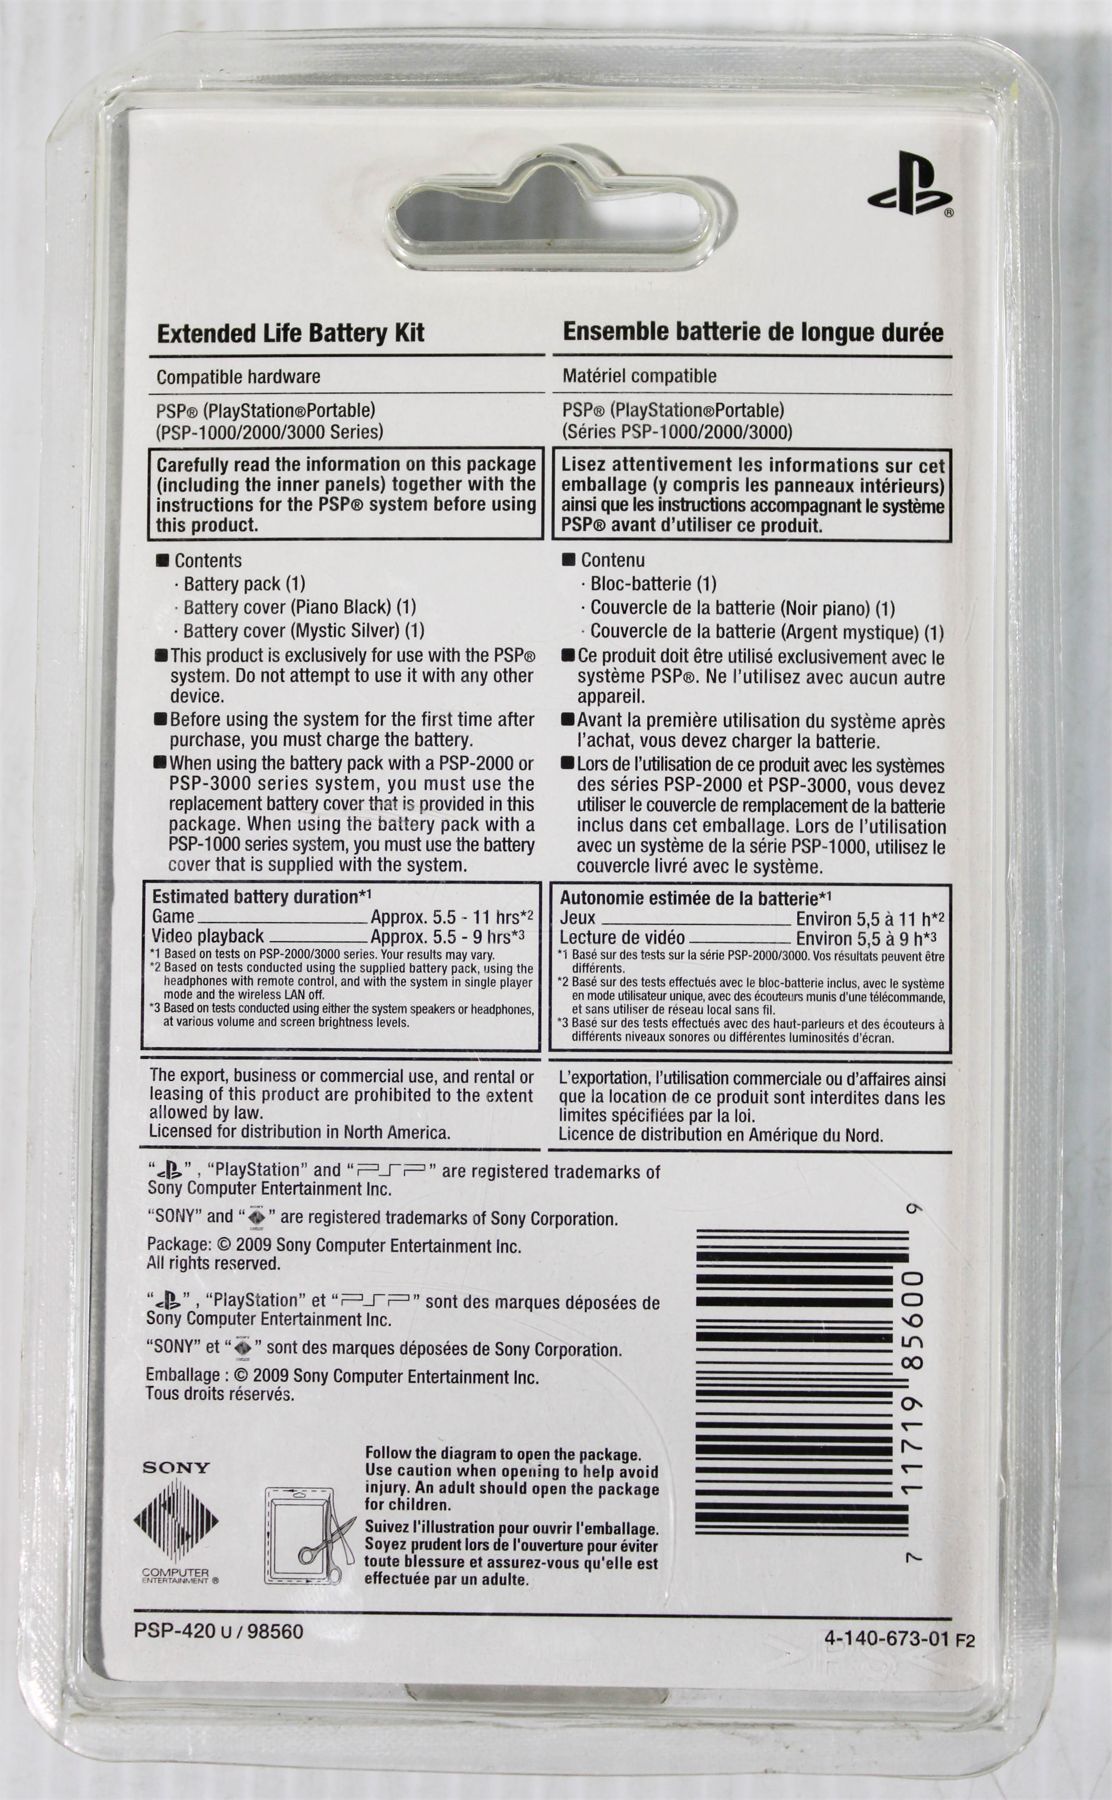 Extended Life Battery Kit
Compatible hardware
PSP® (PlayStation®Portable)
(PSP-1000/2000/3000 Series)
Carefully read the information on this package
(including the inner panels) together with the
instructions for the PSP® system before using
this product.
■ Contents
· Battery pack (1)
· Battery cover (Piano Black) (1)
· Battery cover (Mystic Silver) (1)
■ This product is exclusively for use with the PSP®
system. Do not attempt to use it with any other
device.
■ Before using the system for the first time after
purchase, you must charge the battery.
■ When using the battery pack with a PSP-2000 or
PSP-3000 series system, you must use the
replacement battery cover that is provided in this
package. When using the battery pack with a
PSP-1000 series system, you must use the battery
cover that is supplied with the system.
Estimated battery duration*1
Game Approx. 5.5 - 11 hrs*2
Video playback Approx. 5.5 - 9 hrs*3
*1 Based on tests on PSP-2000/3000 series. Your results may vary.
*2 Based on tests conducted using the supplied battery pack, using the
headphones with remote control, and with the system in single player
mode and the wireless LAN off.
*3 Based on tests conducted using either the system speakers or headphones,
at various volume and screen brightness levels.
The export, business or commercial use, and rental or
leasing of this product are prohibited to the extent
allowed by law.
Licensed for distribution in North America.
Ensemble batterie de longue durée
Matériel compatible
PSP® (PlayStation®Portable)
(Séries PSP-1000/2000/3000)
Lisez attentivement les informations sur cet
emballage (y compris les panneaux intérieurs)
ainsi que les instructions accompagnant le système
PSP® avant d'utiliser ce produit.
■ Contenu
· Bloc-batterie (1)
· Couvercle de la batterie (Noir piano) (1)
· Couvercle de la batterie (Argent mystique) (1)
■ Ce produit doit être utilisé exclusivement avec le
système PSP®. Ne l'utilisez avec aucun autre
appareil.
■ Avant la première utilisation du système après
l'achat, vous devez charger la batterie.
■ Lors de l'utilisation de ce produit avec les systèmes
des séries PSP-2000 et PSP-3000, vous devez
utiliser le couvercle de remplacement de la batterie
inclus dans cet emballage. Lors de l'utilisation
avec un système de la série PSP-1000, utilisez le
couvercle livré avec le système.
Autonomie estimée de la batterie*1
Jeux Environ 5,5 à 11 h*2
Lecture de vidéo Environ 5,5 à 9 h*3
*1 Basé sur des tests sur la série PSP-2000/3000. Vos résultats peuvent être
différents.
*2 Basé sur des tests effectués avec le bloc-batterie inclus, avec le système
en mode utilisateur unique, avec des écouteurs munis d'une télécommande,
et sans utiliser de réseau local sans fil.
*3 Basé sur des tests effectués avec des haut-parleurs et des écouteurs à
différents niveaux sonores ou différentes luminosités d'écran.
L'exportation, l'utilisation commerciale ou d'affaires ainsi
que la location de ce produit sont interdites dans les
limites spécifiées par la loi.
Licence de distribution en Amérique du Nord.
" ", "PlayStation" and "PSP" are registered trademarks of
Sony Computer Entertainment Inc.
"SONY" and " " are registered trademarks of Sony Corporation.
Package: © 2009 Sony Computer Entertainment Inc.
All rights reserved.
" ", "PlayStation" et "PSP" sont des marques déposées de
Sony Computer Entertainment Inc.
"SONY" et " " sont des marques déposées de Sony Corporation.
Emballage : © 2009 Sony Computer Entertainment Inc.
Tous droits réservés.
7 11719 85600 9
SONY
COMPUTER
ENTERTAINMENT ®
Follow the diagram to open the package.
Use caution when opening to help avoid
injury. An adult should open the package
for children.
Suivez l'illustration pour ouvrir l'emballage.
Soyez prudent lors de l'ouverture pour éviter
toute blessure et assurez-vous qu'elle est
effectuée par un adulte.
PSP-420 U / 98560
4-140-673-01 F2